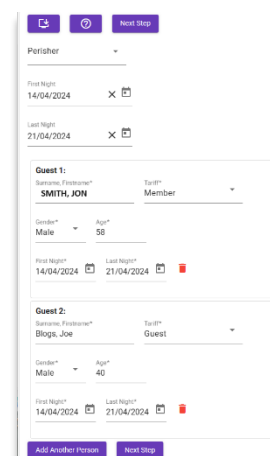 Next Step
Perisher
First Night
14/04/2024
Last Night
21/04/2024
Guest 1:
Surname, Firstname* Tariff*
SMITH, JON Member
Gender* Age*
Male 58
First Night* Last Night*
14/04/2024 21/04/2024
Guest 2:
Surname, Firstname* Tariff*
Blogs, Joe Guest
Gender* Age*
Male 40
First Night* Last Night*
14/04/2024 21/04/2024
Add Another Person Next Step